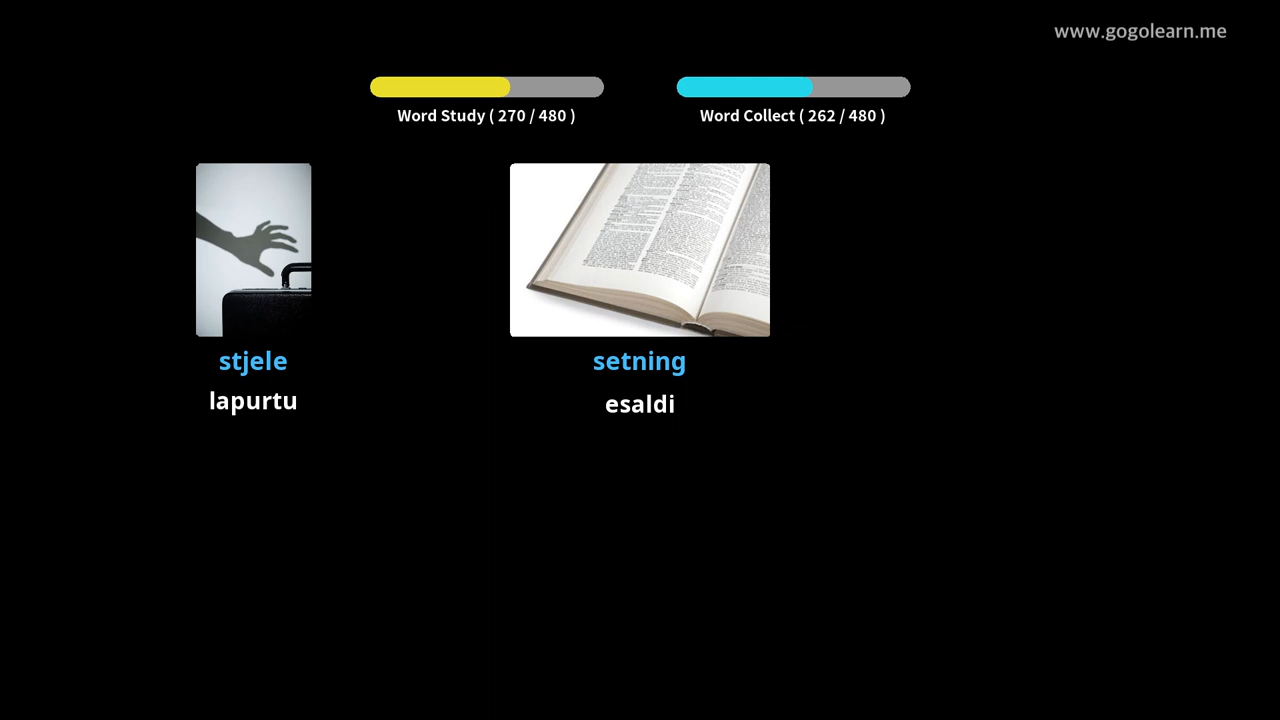 www.gogolearn.me
Word Study ( 270 / 480 )
Word Collect ( 262 / 480 )
stjele
lapurtu
setning
esaldi